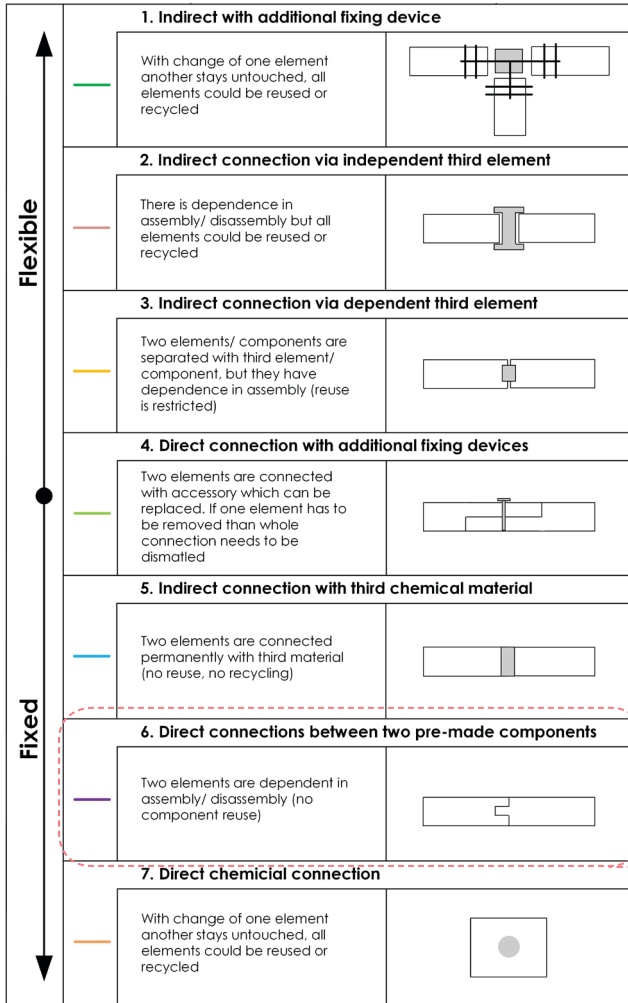 1. Indirect with additional fixing device
With change of one element
another stays untouched, all
elements could be reused or
recycled
2. Indirect connection via independent third element
There is dependence in
assembly/ disassembly but all
elements could be reused or
recycled
Flexible
3. Indirect connection via dependent third element
Two elements/ components are
separated with third element/
component, but they have
dependence in assembly (reuse
is restricted)
4. Direct connection with additional fixing devices
Two elements are connected
with accessory which can be
replaced. If one element has to
be removed than whole
connection needs to be
dismatled
5. Indirect connection with third chemical material
Two elements are connected
permanently with third material
(no reuse, no recycling)
Fixed
6. Direct connections between two pre-made components
Two elements are dependent in
assembly/ disassembly (no
component reuse)
7. Direct chemicial connection
With change of one element
another stays untouched, all
elements could be reused or
recycled